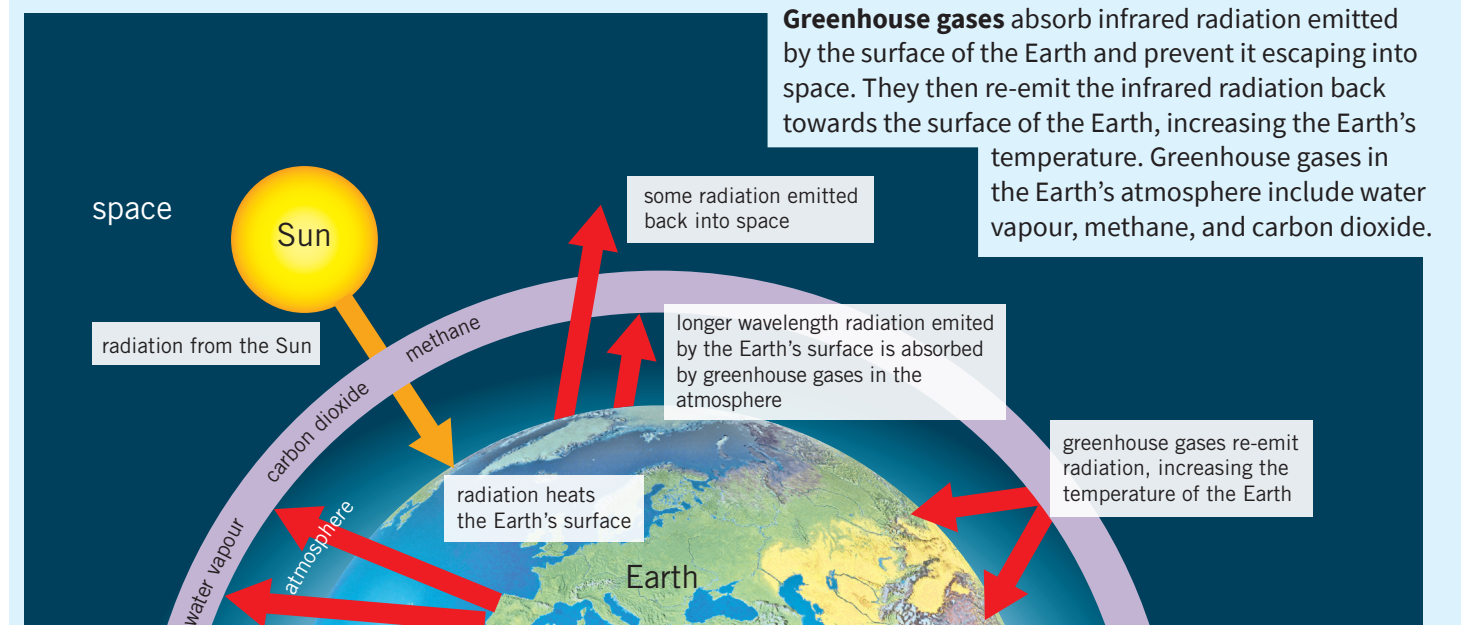 Greenhouse gases absorb infrared radiation emitted
by the surface of the Earth and prevent it escaping into
space. They then re-emit the infrared radiation back
towards the surface of the Earth, increasing the Earth’s
temperature. Greenhouse gases in
the Earth’s atmosphere include water
vapour, methane, and carbon dioxide.
space
Sun
some radiation emitted
back into space
radiation from the Sun
methane
carbon dioxide
water vapour
atmosphere
longer wavelength radiation emited
by the Earth’s surface is absorbed
by greenhouse gases in the
atmosphere
radiation heats
the Earth’s surface
greenhouse gases re-emit
radiation, increasing the
temperature of the Earth
Earth